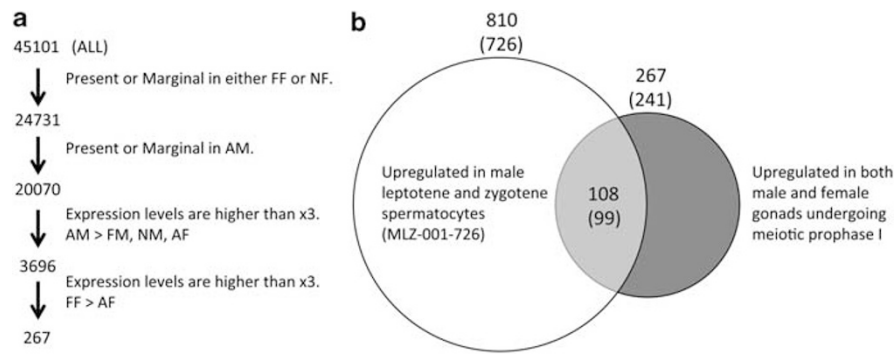 a
45101 (ALL)
Present or Marginal in either FF or NF.
24731
Present or Marginal in AM.
20070
Expression levels are higher than x3.
AM > FM, NM, AF
3696
Expression levels are higher than x3.
FF > AF
267
b
810
(726)
267
(241)
Upregulated in male
leptotene and zygotene
spermatocytes
(MLZ-001-726)
108
(99)
Upregulated in both
male and female
gonads undergoing
meiotic prophase I